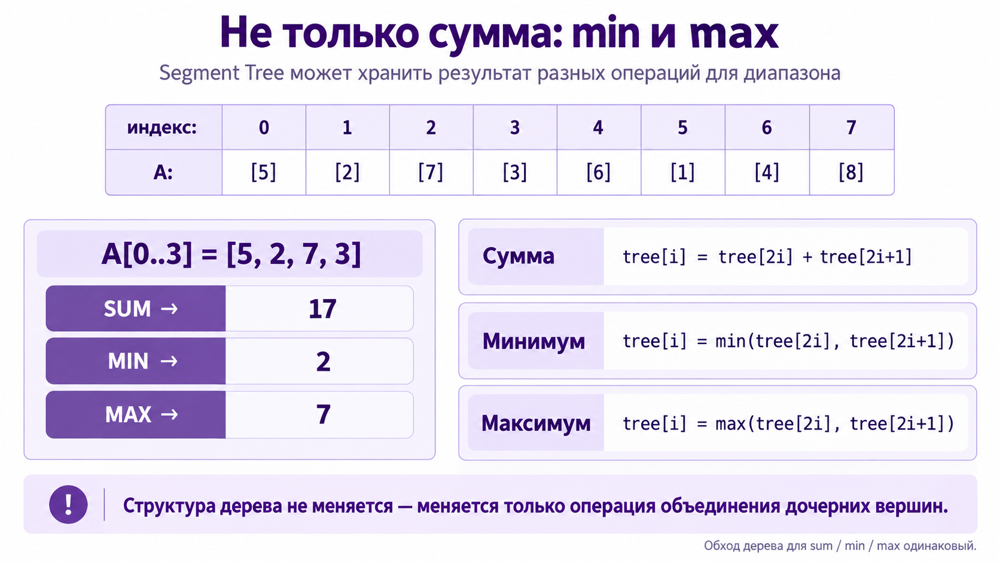 Не только сумма: min и max
Segment Tree может хранить результат разных операций для диапазона
индекс: 0 1 2 3 4 5 6 7
A: [5] [2] [7] [3] [6] [1] [4] [8]
A[0..3] = [5, 2, 7, 3]
SUM → 17
MIN → 2
MAX → 7
Сумма tree[i] = tree[2i] + tree[2i+1]
Минимум tree[i] = min(tree[2i], tree[2i+1])
Максимум tree[i] = max(tree[2i], tree[2i+1])
! Структура дерева не меняется — меняется только операция объединения дочерних вершин.
Обход дерева для sum / min / max одинаковый.